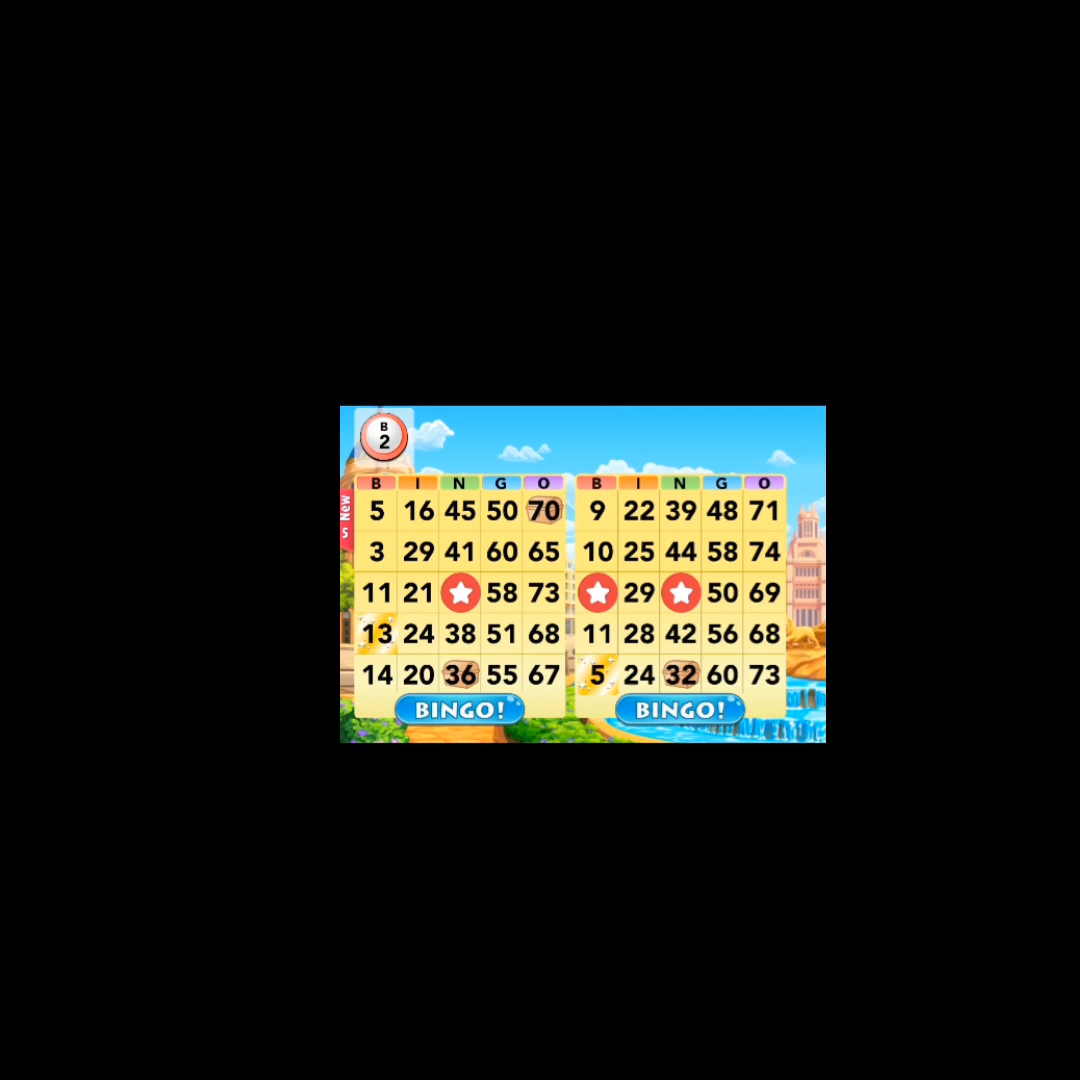 B
2
New
5
B I N G O
5 16 45 50 70
3 29 41 60 65
11 21 58 73
13 24 38 51 68
14 20 36 55 67
BINGO!
B I N G O
9 22 39 48 71
10 25 44 58 74
29 50 69
11 28 42 56 68
5 24 32 60 73
BINGO!